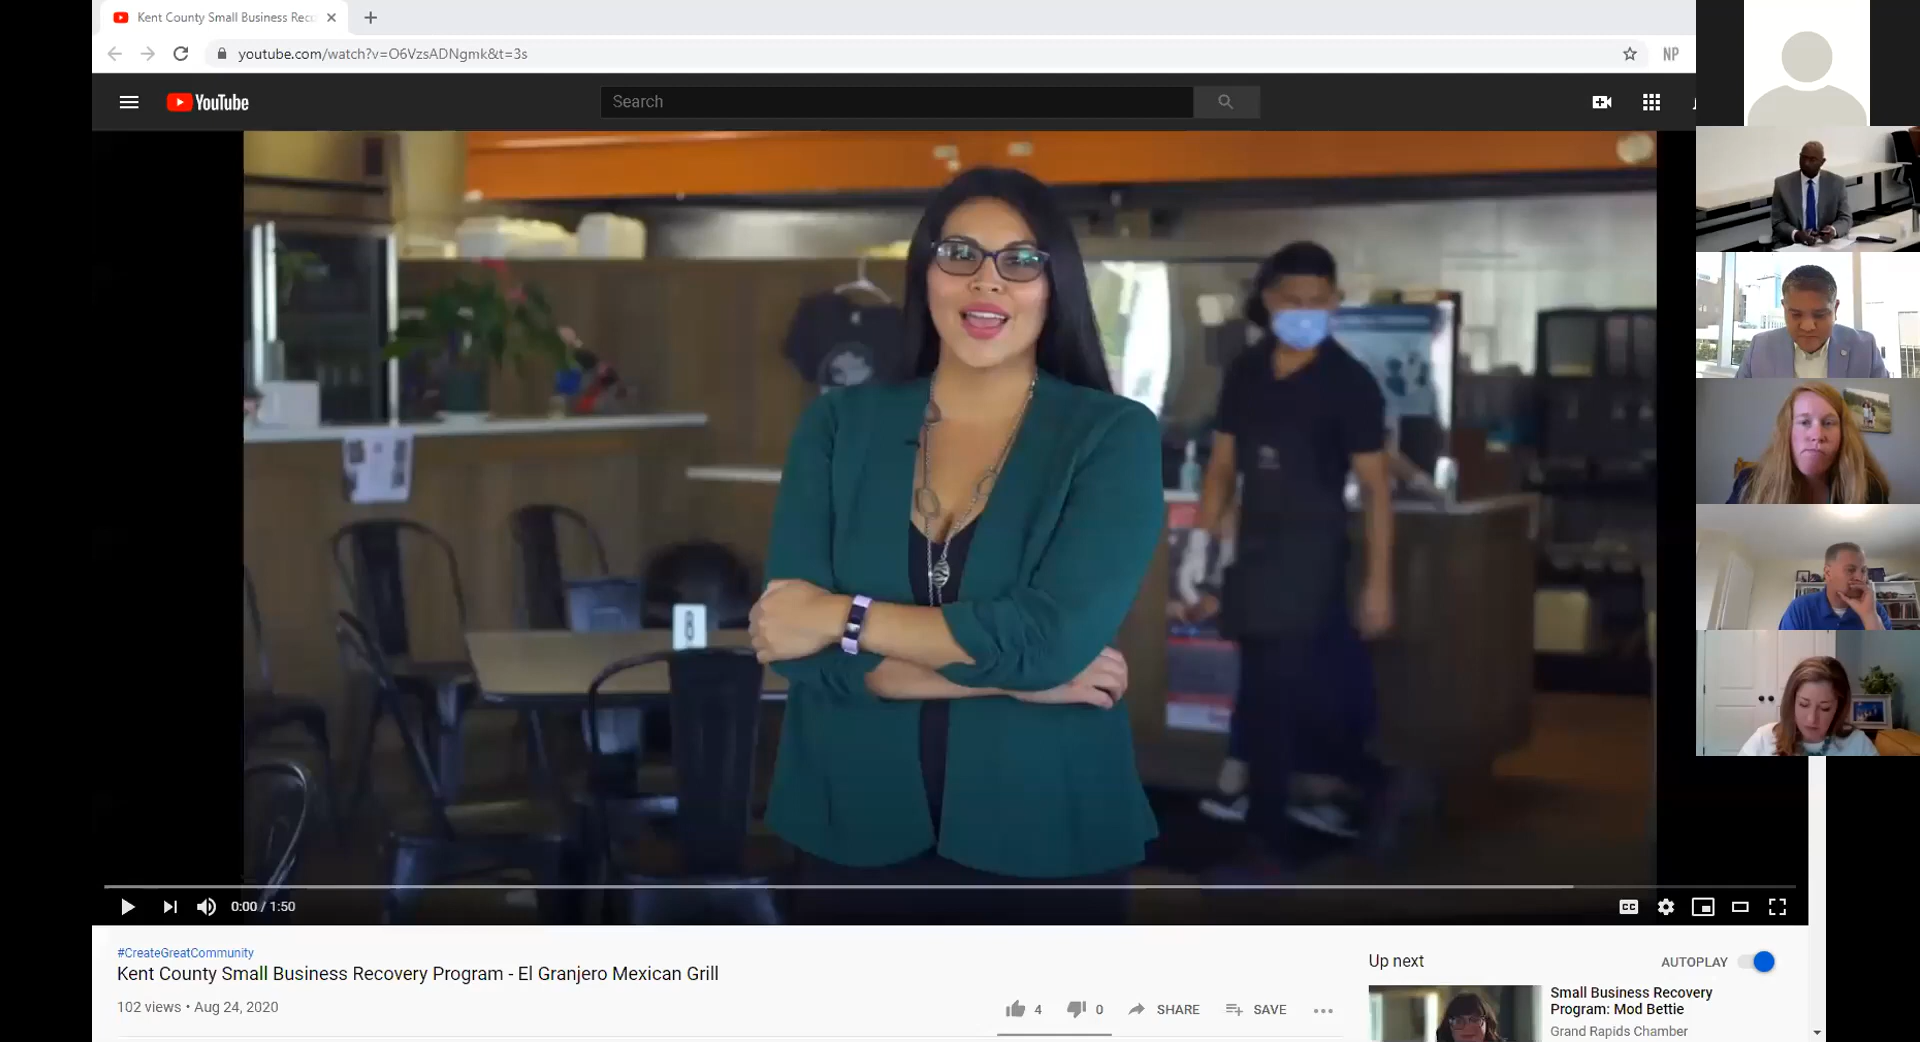 Kent County Small Business Reco
youtube.com/watch?v=O6VzsADNgmk&t=3s
NP
YouTube
Search
0:00 / 1:50
CC
#CreateGreatCommunity
Kent County Small Business Recovery Program - El Granjero Mexican Grill
102 views • Aug 24, 2020
4
0
SHARE
SAVE
Up next
AUTOPLAY
Small Business Recovery
Program: Mod Bettie
Grand Rapids Chamber